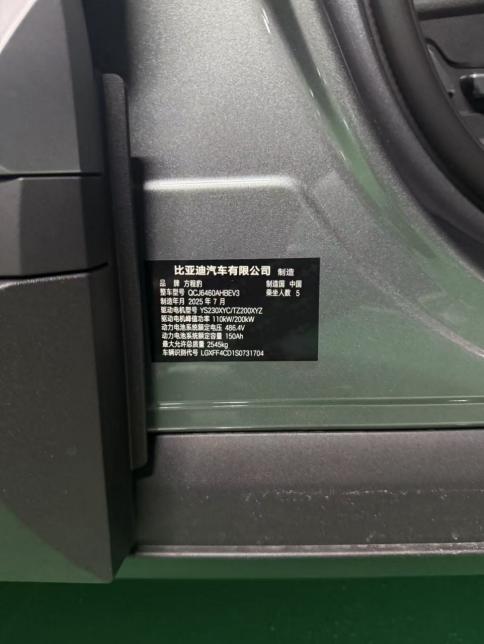 比亚迪汽车有限公司 制造
品 牌 方程豹 制造国 中国
整车型号 QCJ6460AHBEV3 乘坐人数 5
制造年月 2025 年 7 月
驱动电机型号 YS230XYC/TZ200XYZ
驱动电机峰值功率 110kW/200kW
动力电池系统额定电压 486.4V
动力电池系统额定容量 150Ah
最大允许总质量 2545kg
车辆识别代号 LGXFF4CD1S0731704